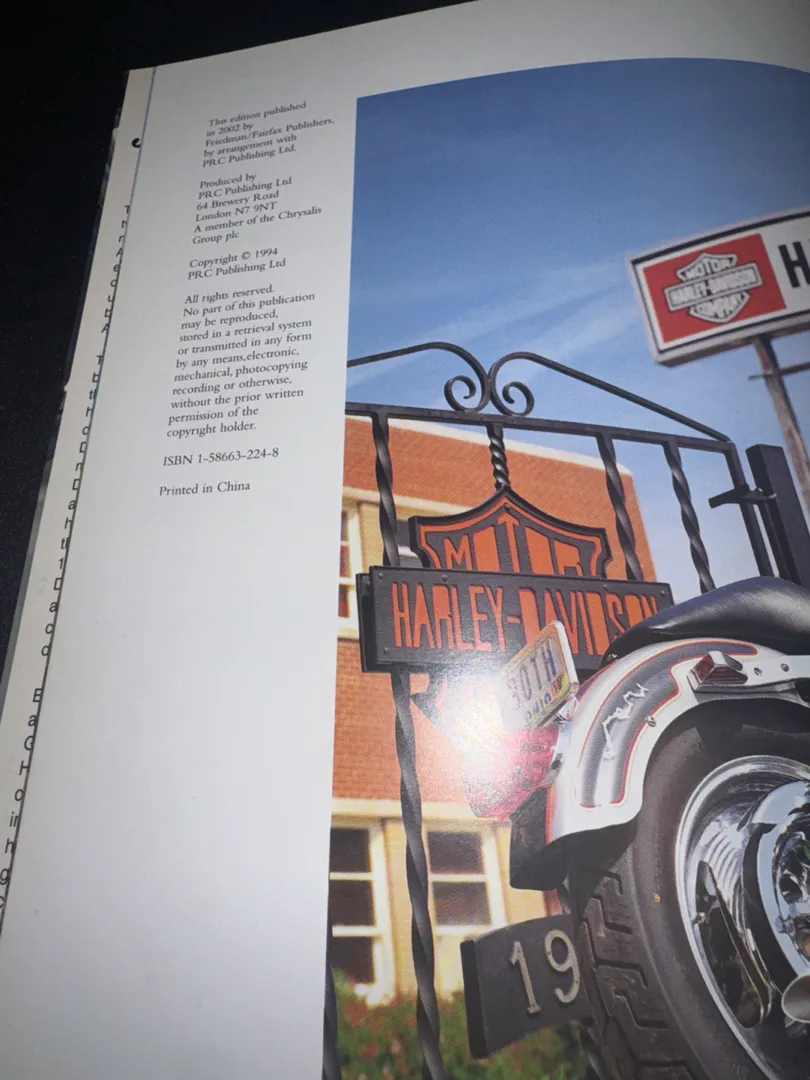 This edition published
in 2002 by
Friedman/Fairfax Publishers,
by arrangement with
PRC Publishing Ltd.
Produced by
PRC Publishing Ltd
64 Brewery Road
London N7 9NT
A member of the Chrysalis
Group plc
Copyright © 1994
PRC Publishing Ltd
All rights reserved.
No part of this publication
may be reproduced,
stored in a retrieval system
or transmitted in any form
by any means,electronic,
mechanical, photocopying
recording or otherwise,
without the prior written
permission of the
copyright holder.
ISBN 1-58663-224-8
Printed in China
MOTOR
HARLEY-DAVIDSON
COMPANY
H
HARLEY-DAVIDSON
19